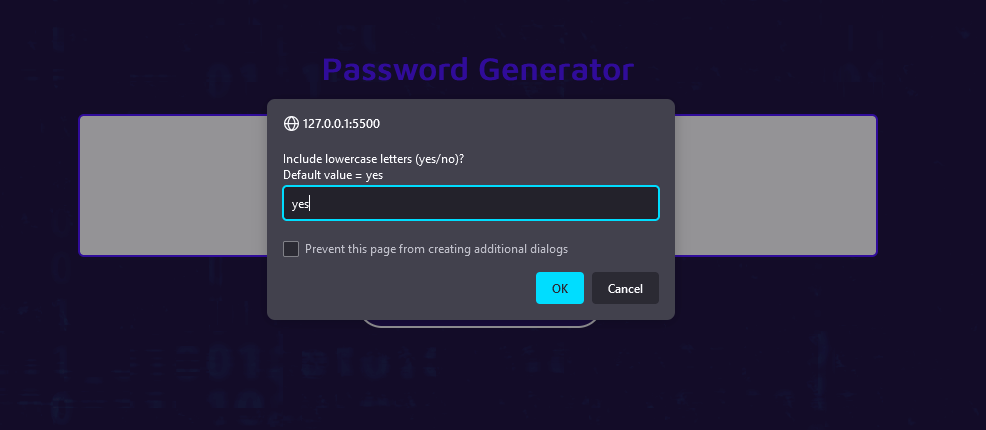 Password Generator
127.0.0.1:5500
Include lowercase letters (yes/no)?
Default value = yes
yes
Prevent this page from creating additional dialogs
OK
Cancel